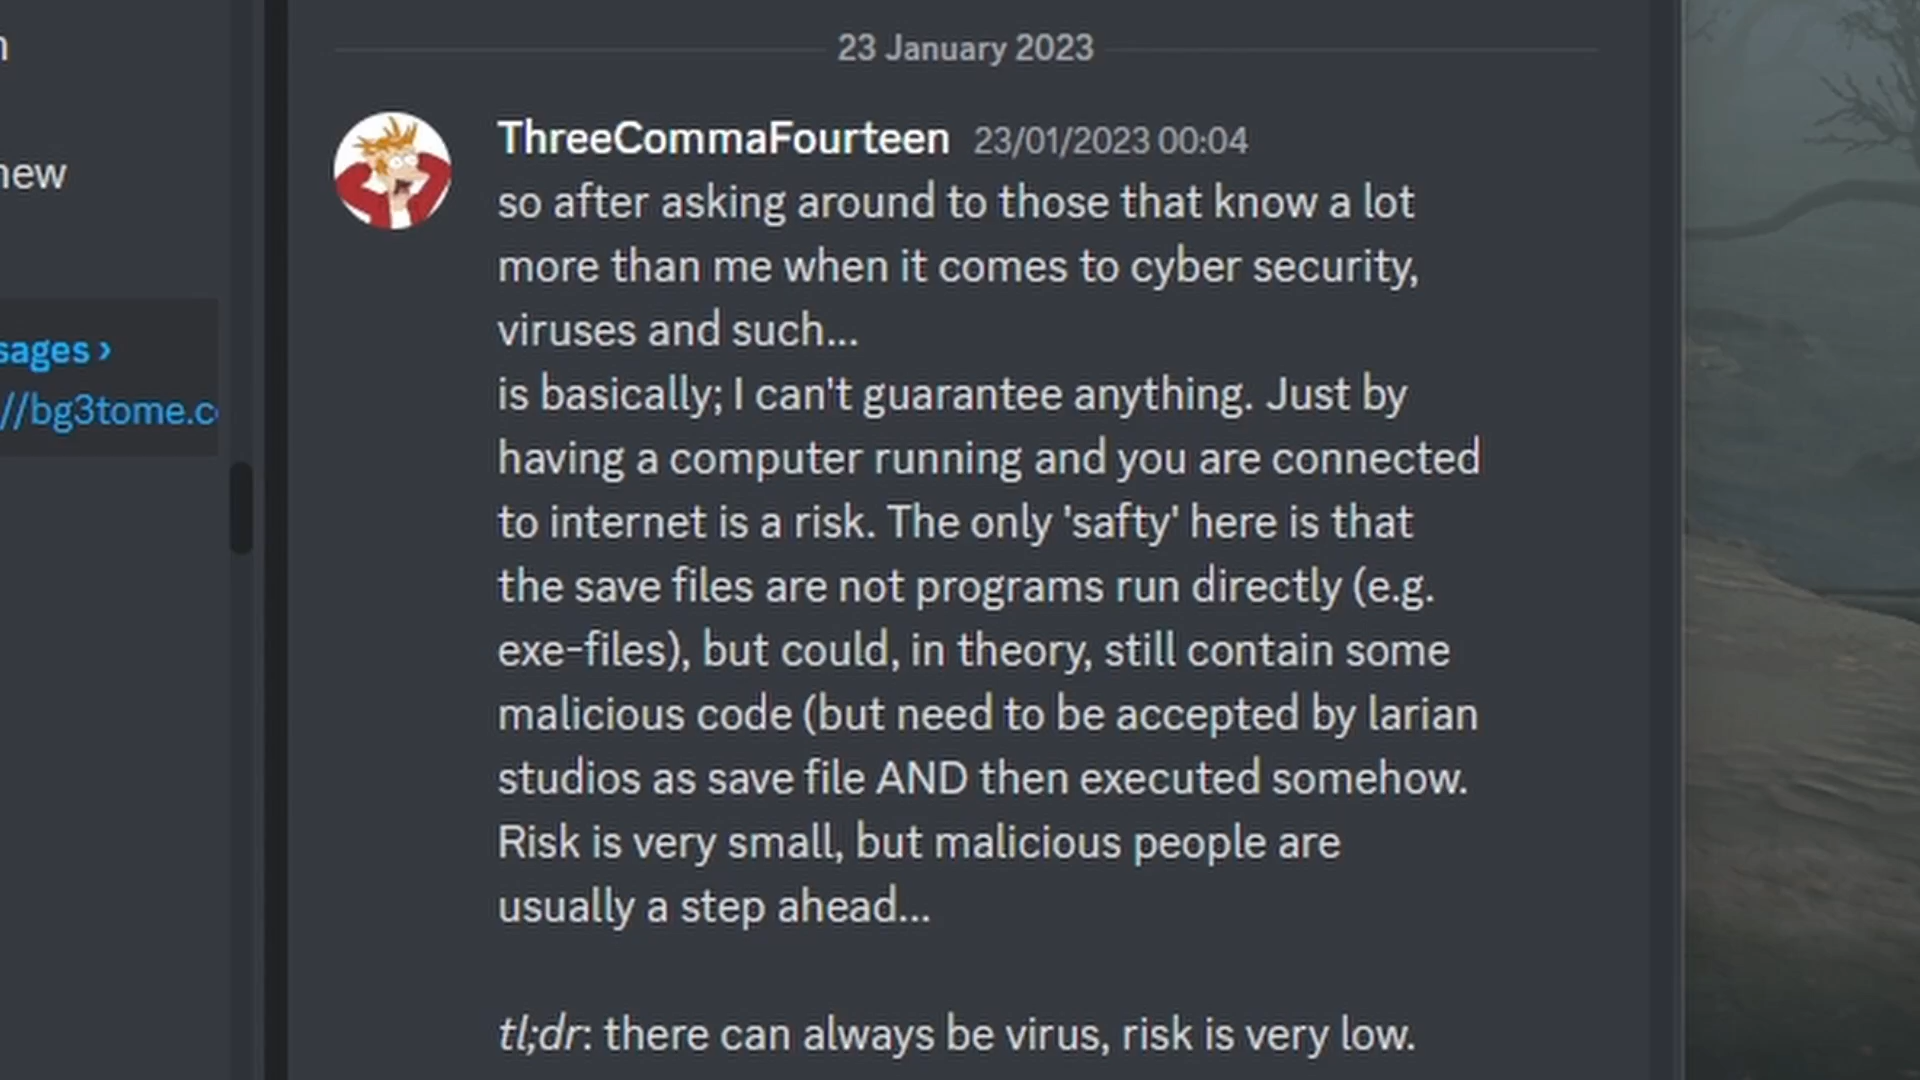 23 January 2023
ThreeCommaFourteen 23/01/2023 00:04
so after asking around to those that know a lot
more than me when it comes to cyber security,
viruses and such...
is basically; I can't guarantee anything. Just by
having a computer running and you are connected
to internet is a risk. The only 'safty' here is that
the save files are not programs run directly (e.g.
exe-files), but could, in theory, still contain some
malicious code (but need to be accepted by larian
studios as save file AND then executed somehow.
Risk is very small, but malicious people are
usually a step ahead...
tl;dr: there can always be virus, risk is very low.
new
sages ›
//bg3tome.c